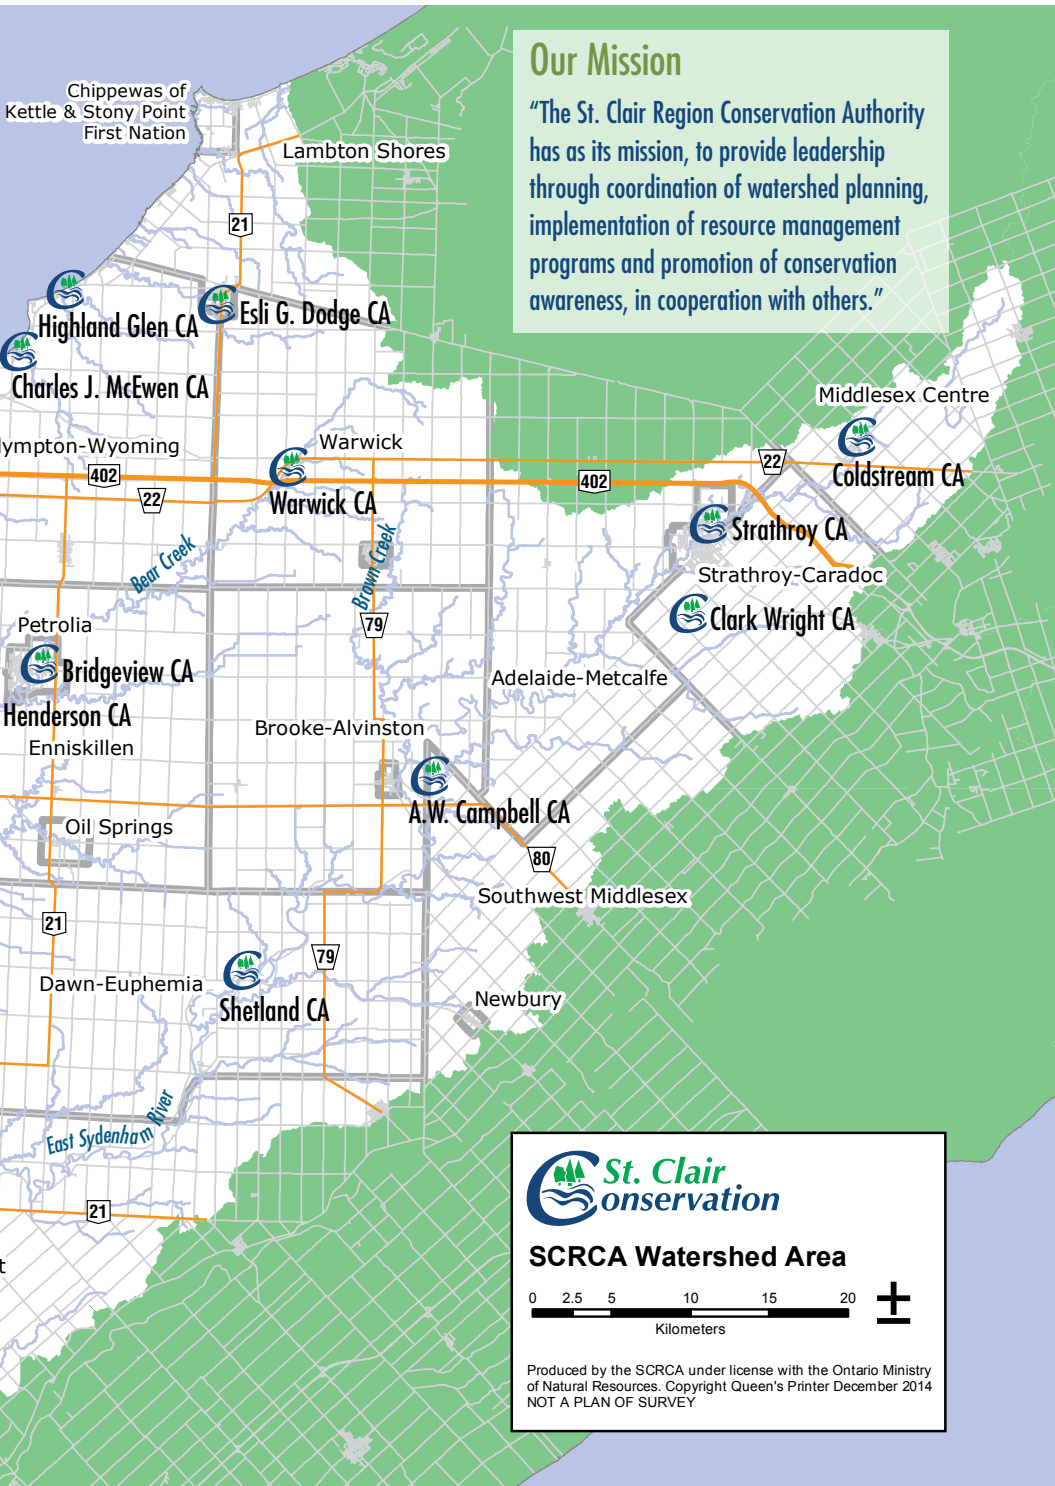 Our Mission
“The St. Clair Region Conservation Authority
has as its mission, to provide leadership
through coordination of watershed planning,
implementation of resource management
programs and promotion of conservation
awareness, in cooperation with others.”
Chippewas of
Kettle & Stony Point
First Nation
Lambton Shores
21
Highland Glen CA
Esli G. Dodge CA
Charles J. McEwen CA
Middlesex Centre
lympton-Wyoming
Warwick
402
22
Warwick CA
402
22
Coldstream CA
Strathroy CA
Bear Creek
Brown Creek
Strathroy-Caradoc
Petrolia
79
Clark Wright CA
Bridgeview CA
Adelaide-Metcalfe
Henderson CA
Brooke-Alvinston
Enniskillen
A.W. Campbell CA
Oil Springs
80
Southwest Middlesex
21
79
Dawn-Euphemia
Shetland CA
Newbury
East Sydenham River
21
t
St. Clair
Conservation
SCRCA Watershed Area
0 2.5 5 10 15 20
Kilometers
Produced by the SCRCA under license with the Ontario Ministry
of Natural Resources. Copyright Queen's Printer December 2014
NOT A PLAN OF SURVEY